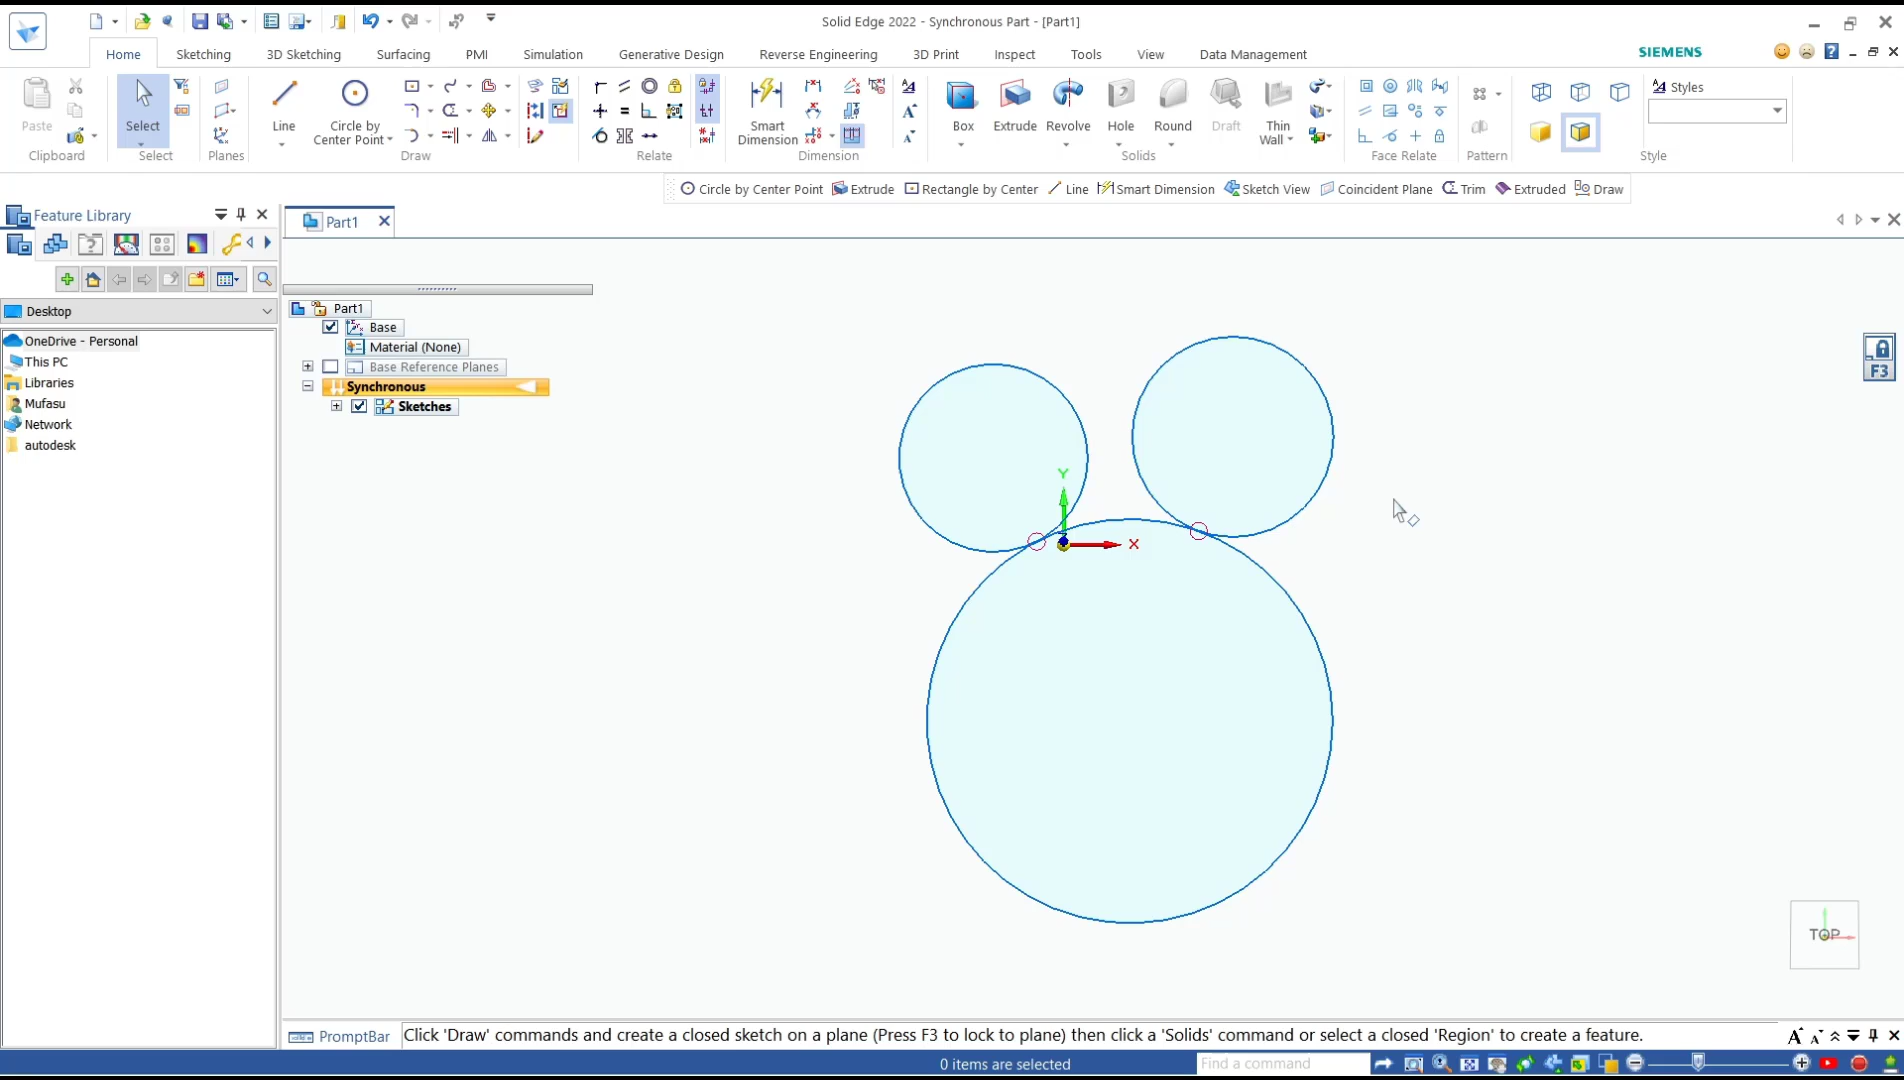 Solid Edge 2022 - Synchronous Part - [Part1]
Home Sketching 3D Sketching Surfacing PMI Simulation Generative Design Reverse Engineering 3D Print Inspect Tools View Data Management SIEMENS
Paste Select Line Circle by Center Point Smart Dimension Box Extrude Revolve Hole Round Draft Thin Wall Styles
Clipboard Select Planes Draw Relate Dimension Solids Face Relate Pattern Style
Circle by Center Point Extrude Rectangle by Center Line Smart Dimension Sketch View Coincident Plane Trim Extruded Draw
Feature Library
Part1
Desktop
OneDrive - Personal
This PC
Libraries
Mufasu
Network
autodesk
Part1
Base
Material (None)
Base Reference Planes
Synchronous
Sketches
F3
Y
X
TOP
PromptBar Click 'Draw' commands and create a closed sketch on a plane (Press F3 to lock to plane) then click a 'Solids' command or select a closed 'Region' to create a feature.
0 items are selected Find a command